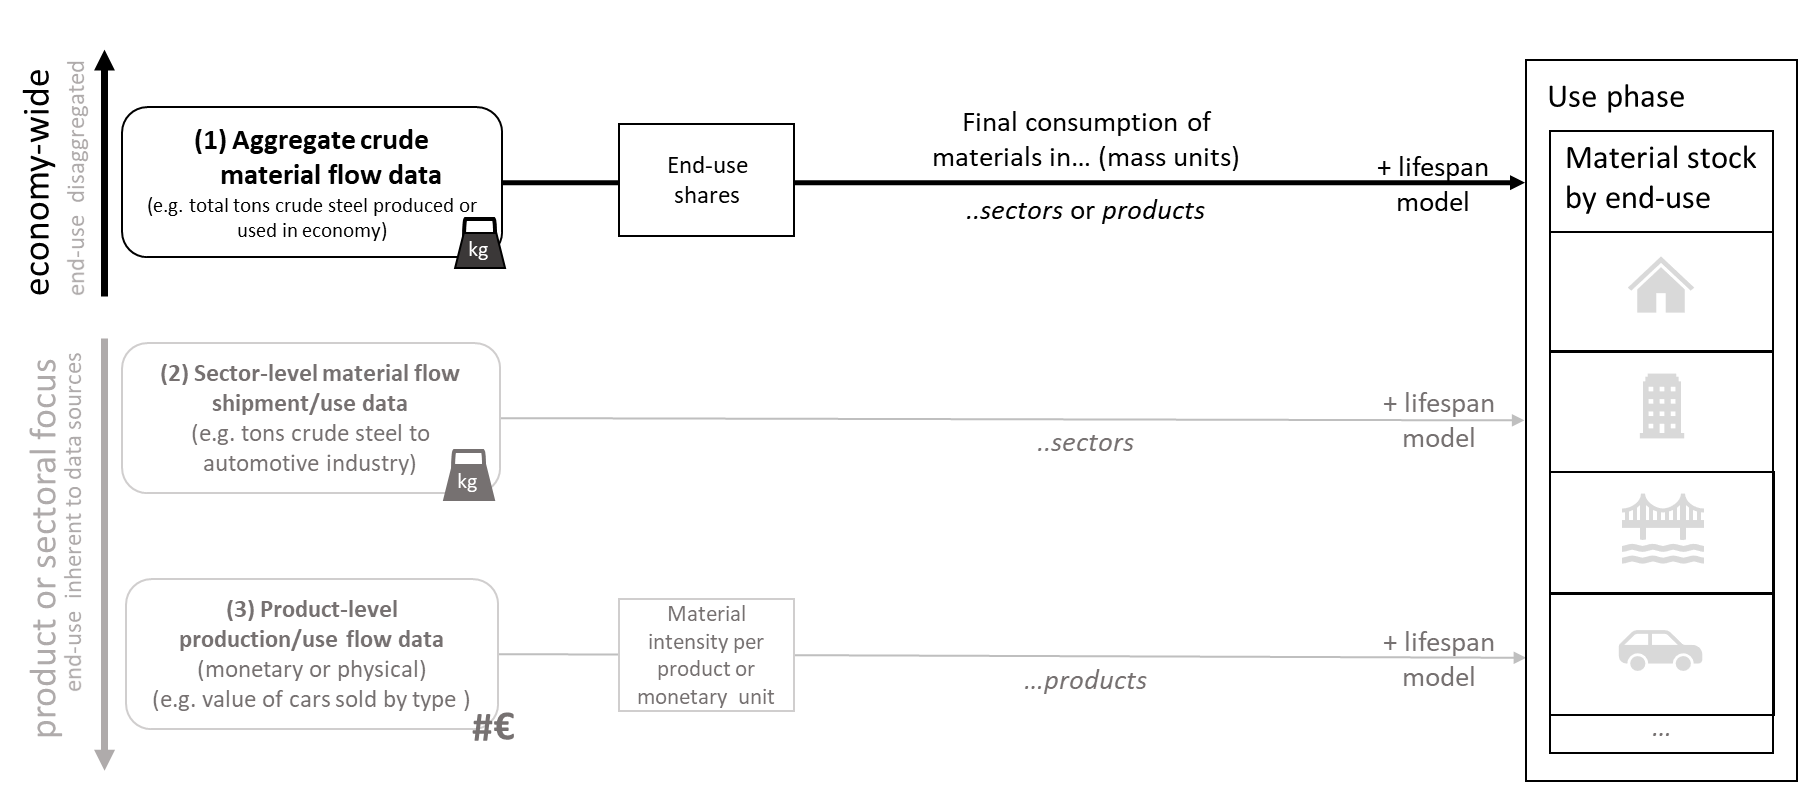 economy-wide
end-use disaggregated
(1) Aggregate crude
material flow data
(e.g. total tons crude steel produced or
used in economy)
kg
End-use
shares
Final consumption of
materials in... (mass units)
..sectors or products
+ lifespan
model
Use phase
Material stock
by end-use
product or sectoral focus
end-use inherent to data sources
(2) Sector-level material flow
shipment/use data
(e.g. tons crude steel to
automotive industry)
kg
..sectors
+ lifespan
model
(3) Product-level
production/use flow data
(monetary or physical)
(e.g. value of cars sold by type )
#€
Material
intensity per
product or
monetary unit
...products
+ lifespan
model
...